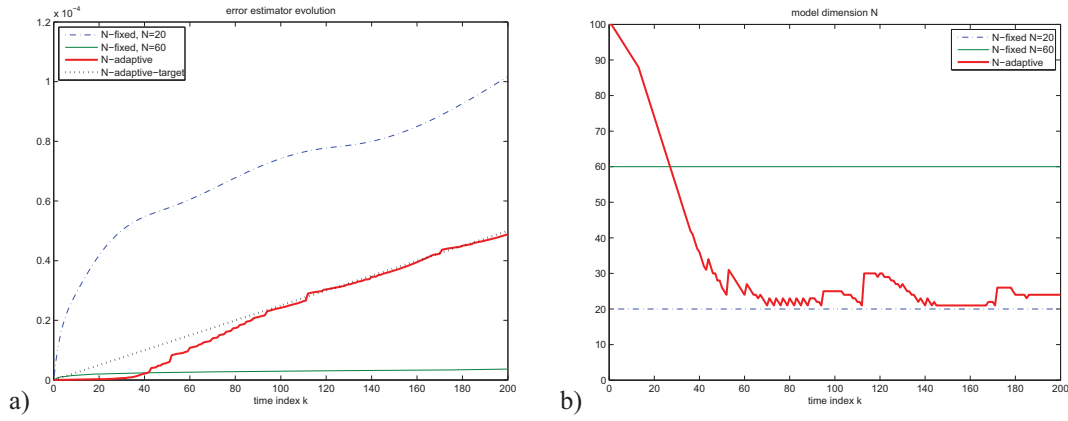 error estimator evolution
x 10⁻⁴
1.2
1
0.8
0.6
0.4
0.2
0
0 20 40 60 80 100 120 140 160 180 200
time index k
N−fixed, N=20
N−fixed, N=60
N−adaptive
N−adaptive−target
a)
model dimension N
100
90
80
70
60
50
40
30
20
10
0
0 20 40 60 80 100 120 140 160 180 200
time index k
N−fixed N=20
N−fixed N=60
N−adaptive
b)